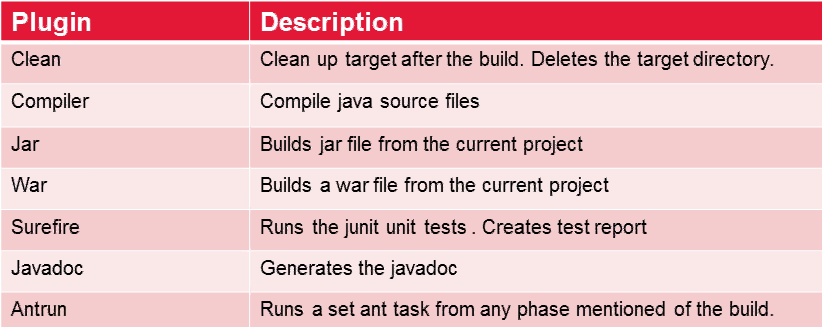 Plugin Description
Clean Clean up target after the build. Deletes the target directory.
Compiler Compile java source files
Jar Builds jar file from the current project
War Builds a war file from the current project
Surefire Runs the junit unit tests . Creates test report
Javadoc Generates the javadoc
Antrun Runs a set ant task from any phase mentioned of the build.